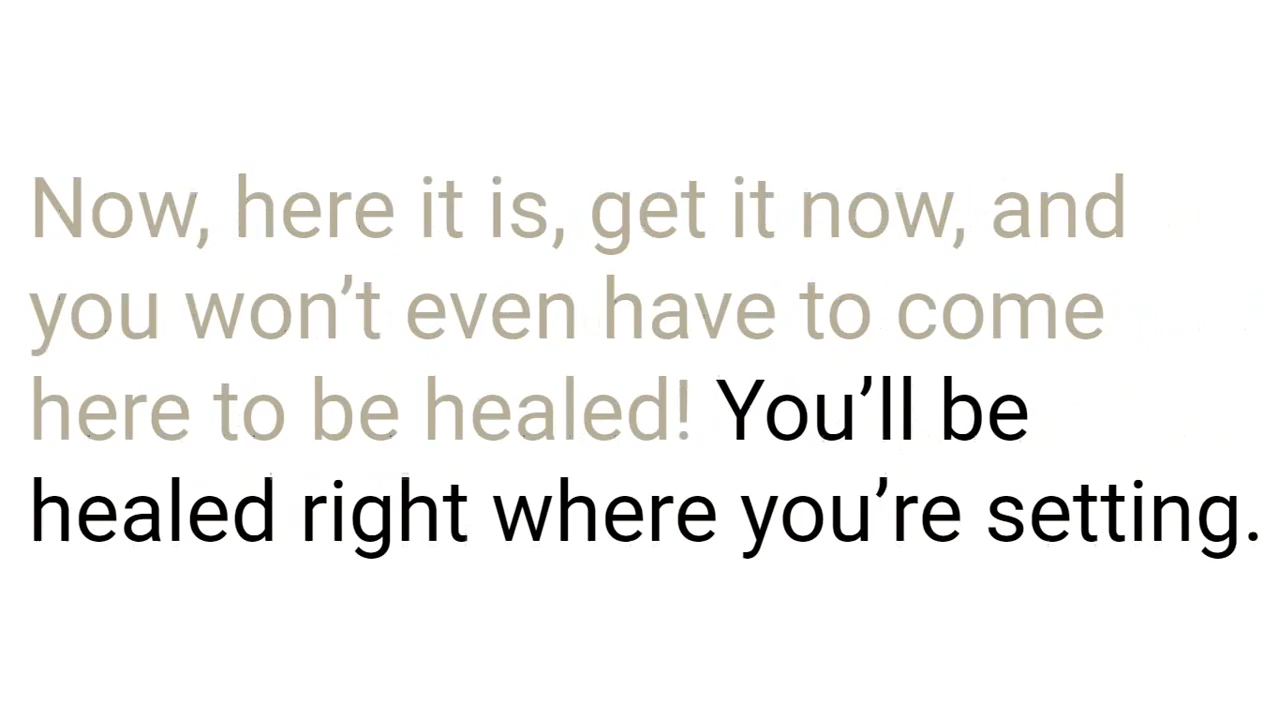 Now, here it is, get it now, and
you won’t even have to come
here to be healed! You’ll be
healed right where you’re setting.